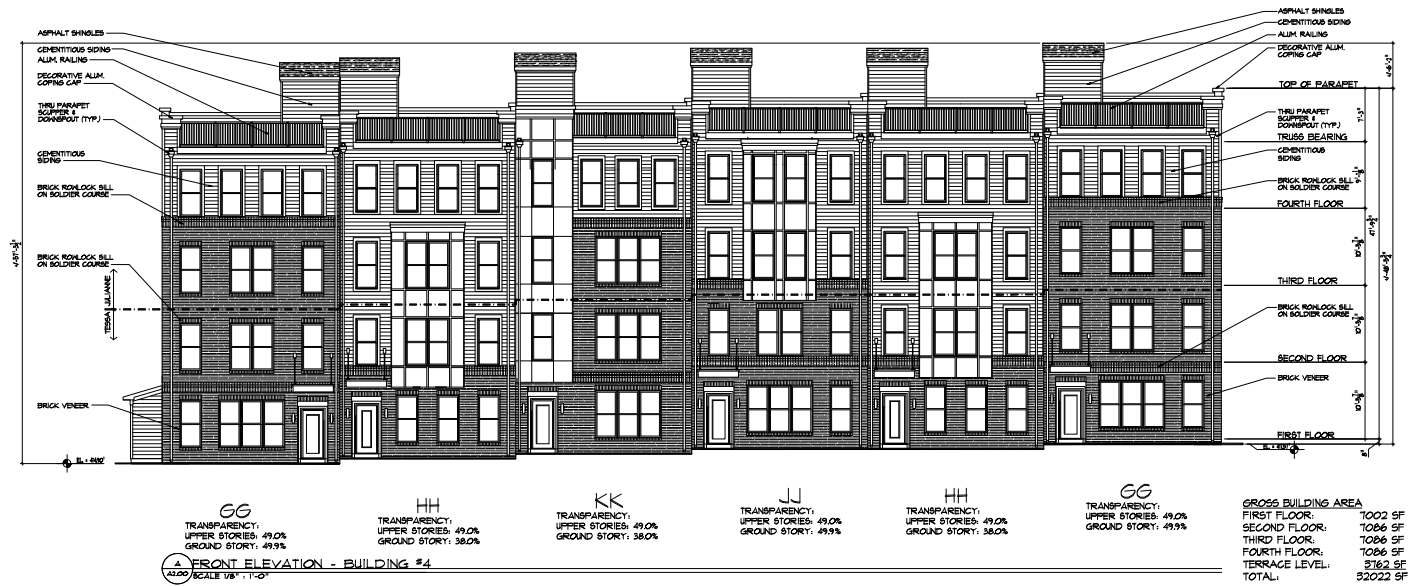 ASPHALT SHINGLES
CEMENTITIOUS SIDING
ALUM. RAILING
DECORATIVE ALUM.
COPING CAP
THRU PARAPET
SCUPPER &
DOWNSPOUT (TYP.)
CEMENTITIOUS
SIDING
BRICK ROWLOCK SILL
ON SOLDIER COURSE
BRICK ROWLOCK SILL
ON SOLDIER COURSE
TESSA JULIANNE
BRICK VENEER
ASPHALT SHINGLES
CEMENTITIOUS SIDING
ALUM. RAILING
DECORATIVE ALUM.
COPING CAP
TOP OF PARAPET
THRU PARAPET
SCUPPER &
DOWNSPOUT (TYP.)
TRUSS BEARING
CEMENTITIOUS
SIDING
BRICK ROWLOCK SILL
ON SOLDIER COURSE
FOURTH FLOOR
THIRD FLOOR
BRICK ROWLOCK SILL
ON SOLDIER COURSE
SECOND FLOOR
BRICK VENEER
FIRST FLOOR
GG
TRANSPARENCY:
UPPER STORIES: 49.0%
GROUND STORY: 49.9%
HH
TRANSPARENCY:
UPPER STORIES: 49.0%
GROUND STORY: 38.0%
KK
TRANSPARENCY:
UPPER STORIES: 49.0%
GROUND STORY: 38.0%
JJ
TRANSPARENCY:
UPPER STORIES: 49.0%
GROUND STORY: 49.9%
HH
TRANSPARENCY:
UPPER STORIES: 49.0%
GROUND STORY: 38.0%
GG
TRANSPARENCY:
UPPER STORIES: 49.0%
GROUND STORY: 49.9%
GROSS BUILDING AREA
FIRST FLOOR: 7002 SF
SECOND FLOOR: 7086 SF
THIRD FLOOR: 7086 SF
FOURTH FLOOR: 7086 SF
TERRACE LEVEL: 3762 SF
TOTAL: 32022 SF
A
A2.00
FRONT ELEVATION - BUILDING #4
SCALE 1/8" : 1'-0"